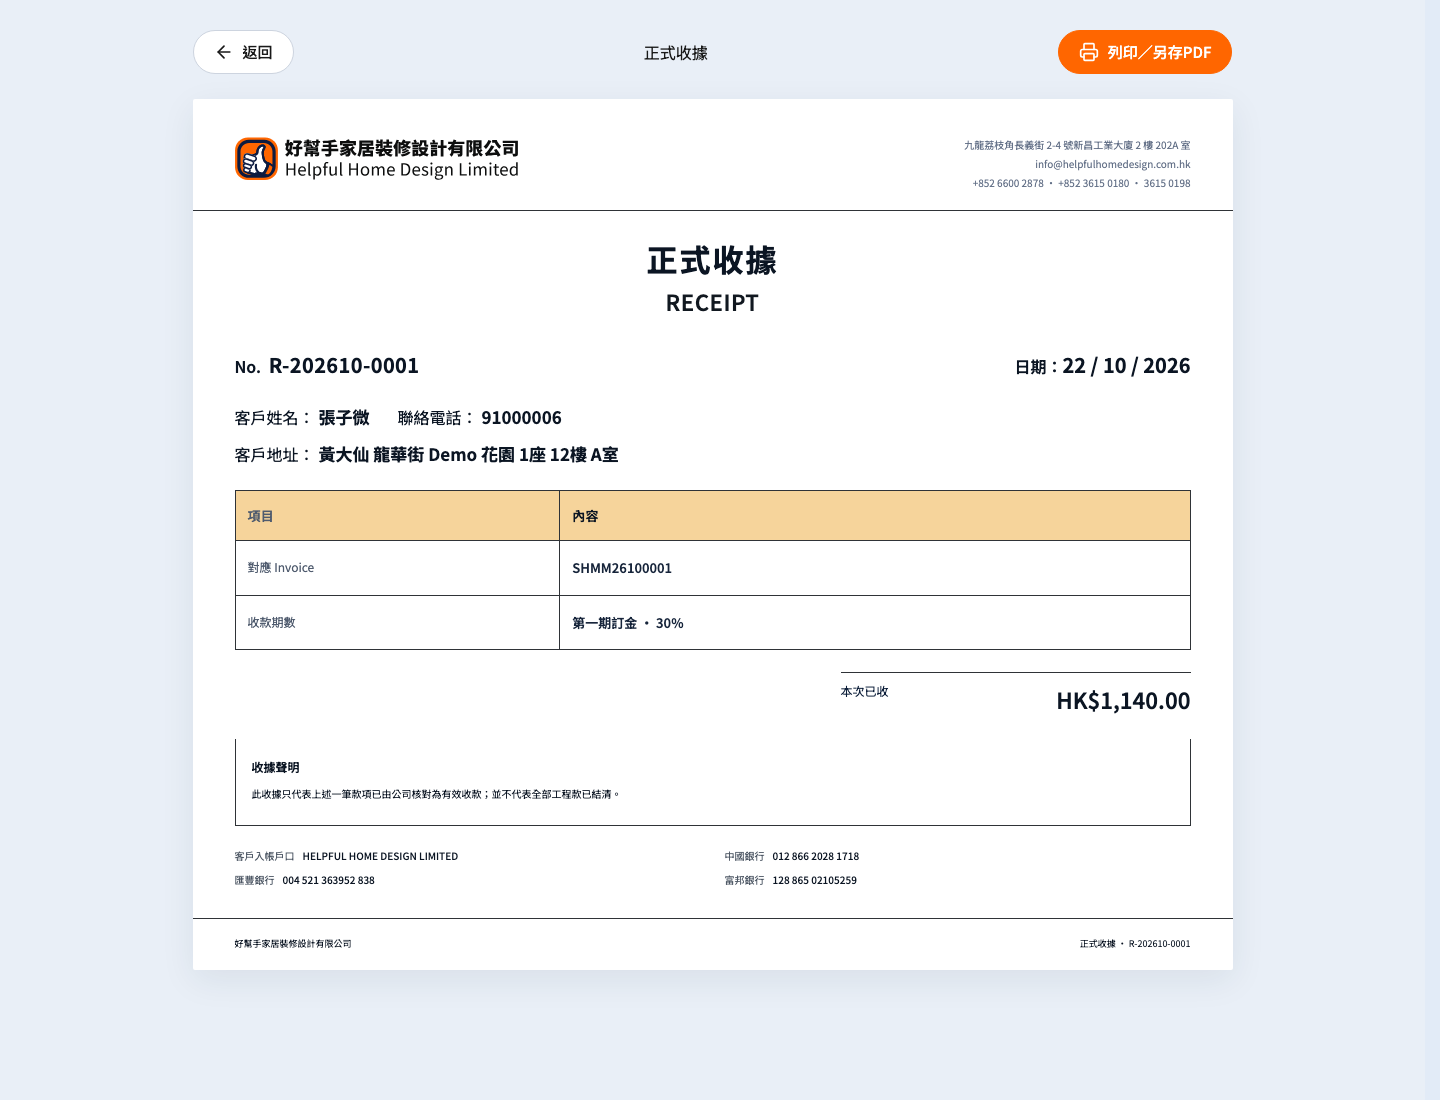 返回
正式收據
列印／另存PDF
好幫手家居裝修設計有限公司
Helpful Home Design Limited
九龍荔枝角長義街 2-4 號新昌工業大廈 2 樓 202A 室
info@helpfulhomedesign.com.hk
+852 6600 2878 ・ +852 3615 0180 ・ 3615 0198
正式收據
RECEIPT
No. R-202610-0001
日期：22 / 10 / 2026
客戶姓名： 張子微 聯絡電話： 91000006
客戶地址： 黃大仙 龍華街 Demo 花園 1座 12樓 A室
項目 內容
對應 Invoice SHMM26100001
收款期數 第一期訂金 ・ 30%
本次已收 HK$1,140.00
收據聲明
此收據只代表上述一筆款項已由公司核對為有效收款；並不代表全部工程款已結清。
客戶入帳戶口 HELPFUL HOME DESIGN LIMITED
中國銀行 012 866 2028 1718
匯豐銀行 004 521 363952 838
富邦銀行 128 865 02105259
好幫手家居裝修設計有限公司
正式收據 ・ R-202610-0001